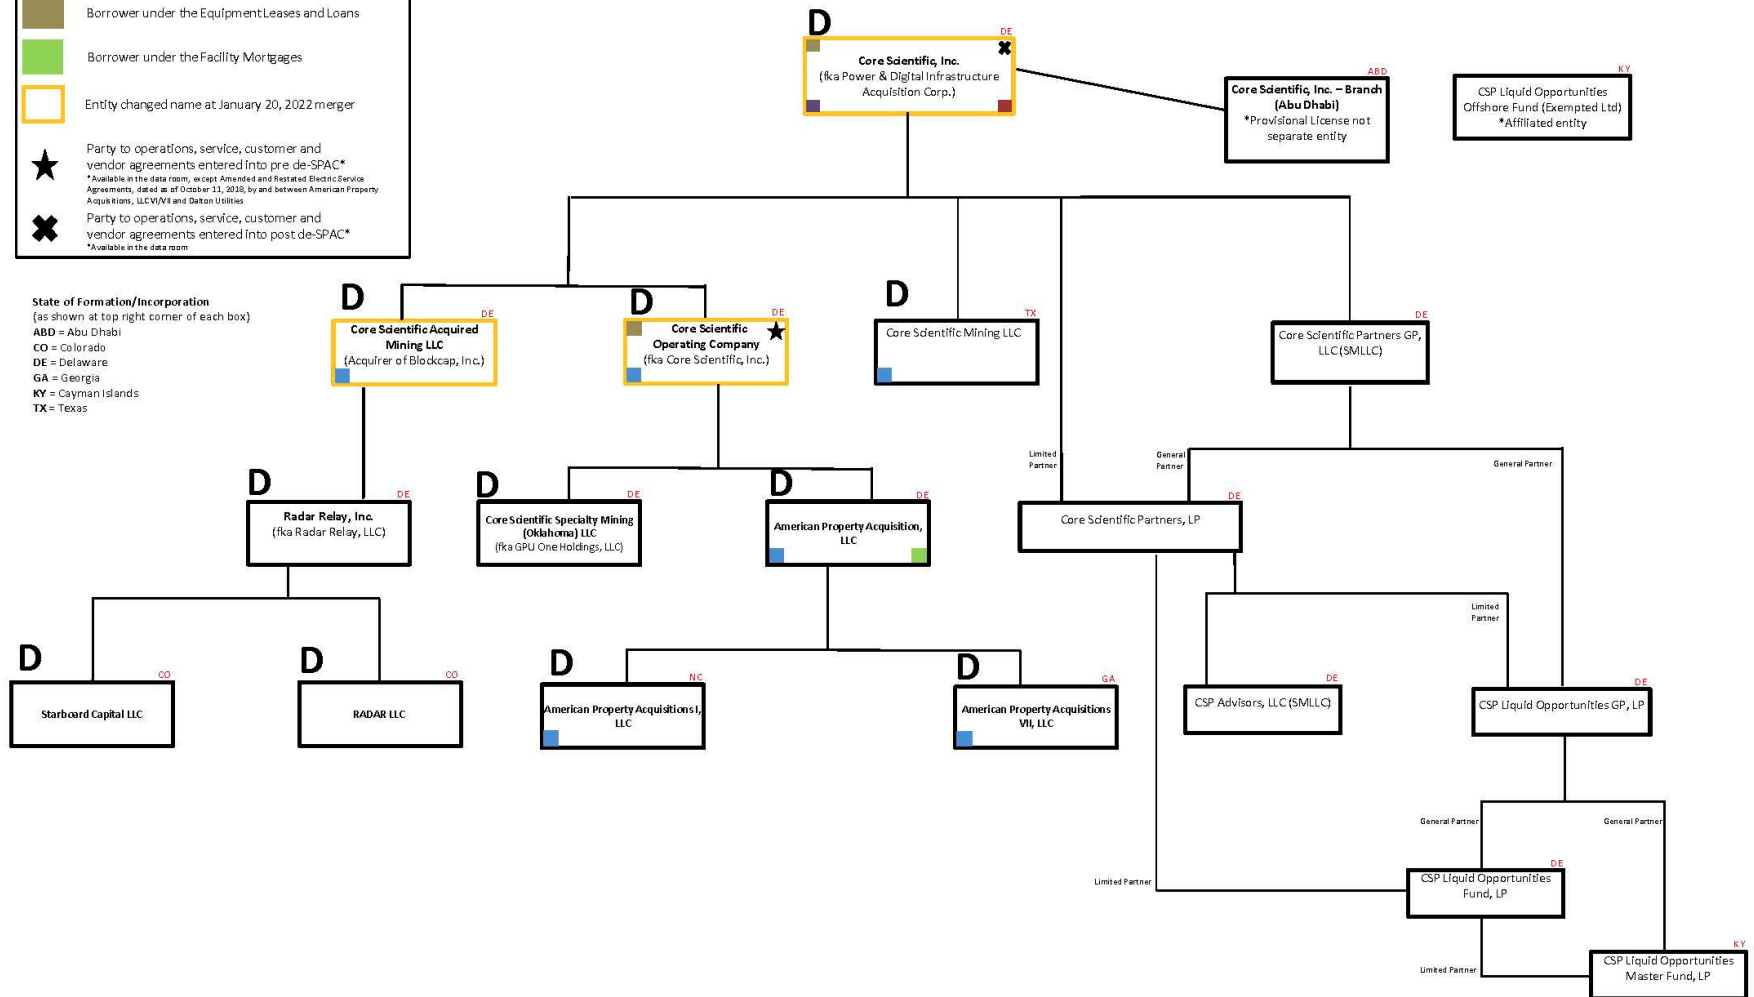 Borrower under the Equipment Leases and Loans
Borrower under the Facility Mortgages
Entity changed name at January 20, 2022 merger
Party to operations, service, customer and
vendor agreements entered into pre de-SPAC*
*Available in the data room, except Amended and Restated Electric Service
Agreements, dated as of October 11, 2018, by and between American Property
Acquisitions, LLC VI/VII and Dalton Utilities
Party to operations, service, customer and
vendor agreements entered into post de-SPAC*
*Available in the data room
State of Formation/Incorporation
(as shown at top right corner of each box)
ABD = Abu Dhabi
CO = Colorado
DE = Delaware
GA = Georgia
KY = Cayman Islands
TX = Texas
D
DE
Core Scientific, Inc.
(fka Power & Digital Infrastructure
Acquisition Corp.)
ABD
Core Scientific, Inc. – Branch
(Abu Dhabi)
*Provisional License not
separate entity
KY
CSP Liquid Opportunities
Offshore Fund (Exempted Ltd)
*Affiliated entity
D
DE
Core Scientific Acquired
Mining LLC
(Acquirer of Blockcap, Inc.)
D
DE
Core Scientific
Operating Company
(fka Core Scientific, Inc.)
D
TX
Core Scientific Mining LLC
DE
Core Scientific Partners GP,
LLC (SMLLC)
Limited
Partner
General
Partner
General Partner
D
DE
Radar Relay, Inc.
(fka Radar Relay, LLC)
D
DE
Core Scientific Specialty Mining
(Oklahoma) LLC
(fka GPU One Holdings, LLC)
D
DE
American Property Acquisition,
LLC
DE
Core Scientific Partners, LP
Limited
Partner
D
CO
Starboard Capital LLC
D
CO
RADAR LLC
D
NC
American Property Acquisitions I,
LLC
D
GA
American Property Acquisitions
VII, LLC
DE
CSP Advisors, LLC (SMLLC)
DE
CSP Liquid Opportunities GP, LP
General Partner
General Partner
Limited Partner
DE
CSP Liquid Opportunities
Fund, LP
Limited Partner
KY
CSP Liquid Opportunities
Master Fund, LP